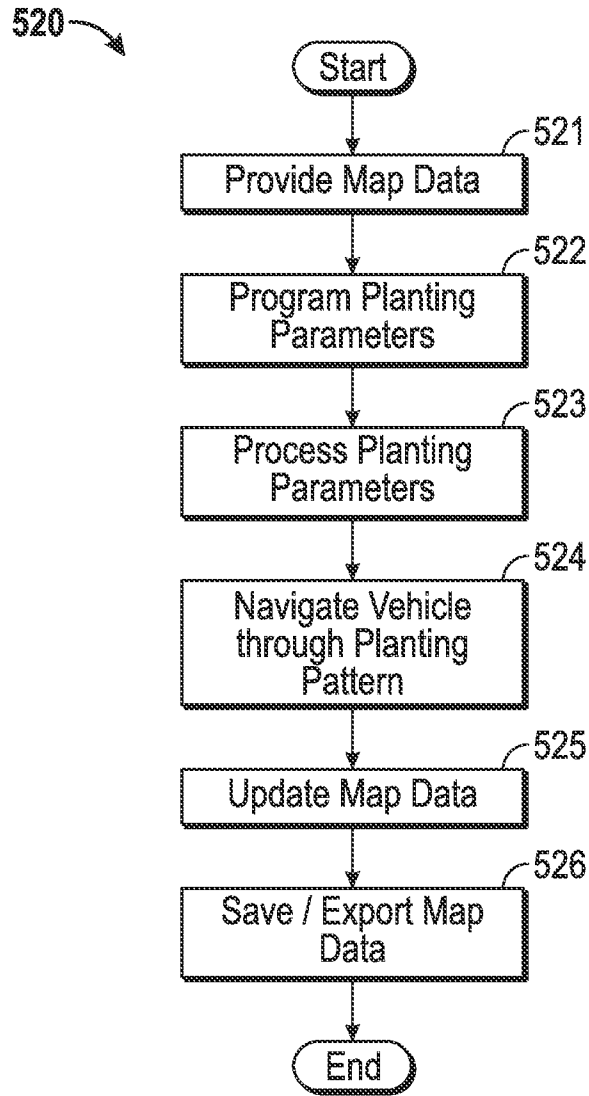 520
Start
521
Provide Map Data
522
Program Planting
Parameters
523
Process Planting
Parameters
524
Navigate Vehicle
through Planting
Pattern
525
Update Map Data
526
Save / Export Map
Data
End